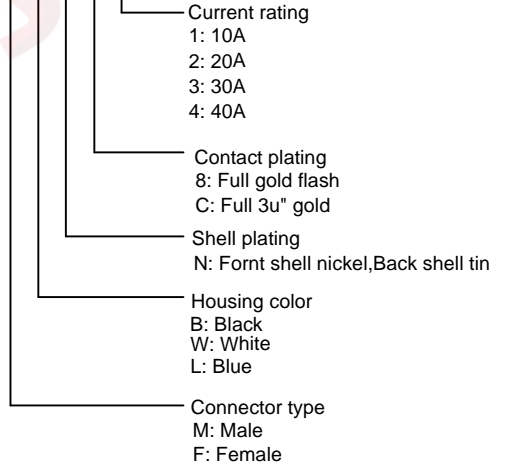 Current rating
1: 10A
2: 20A
3: 30A
4: 40A
Contact plating
8: Full gold flash
C: Full 3u" gold
Shell plating
N: Fornt shell nickel,Back shell tin
Housing color
B: Black
W: White
L: Blue
Connector type
M: Male
F: Female